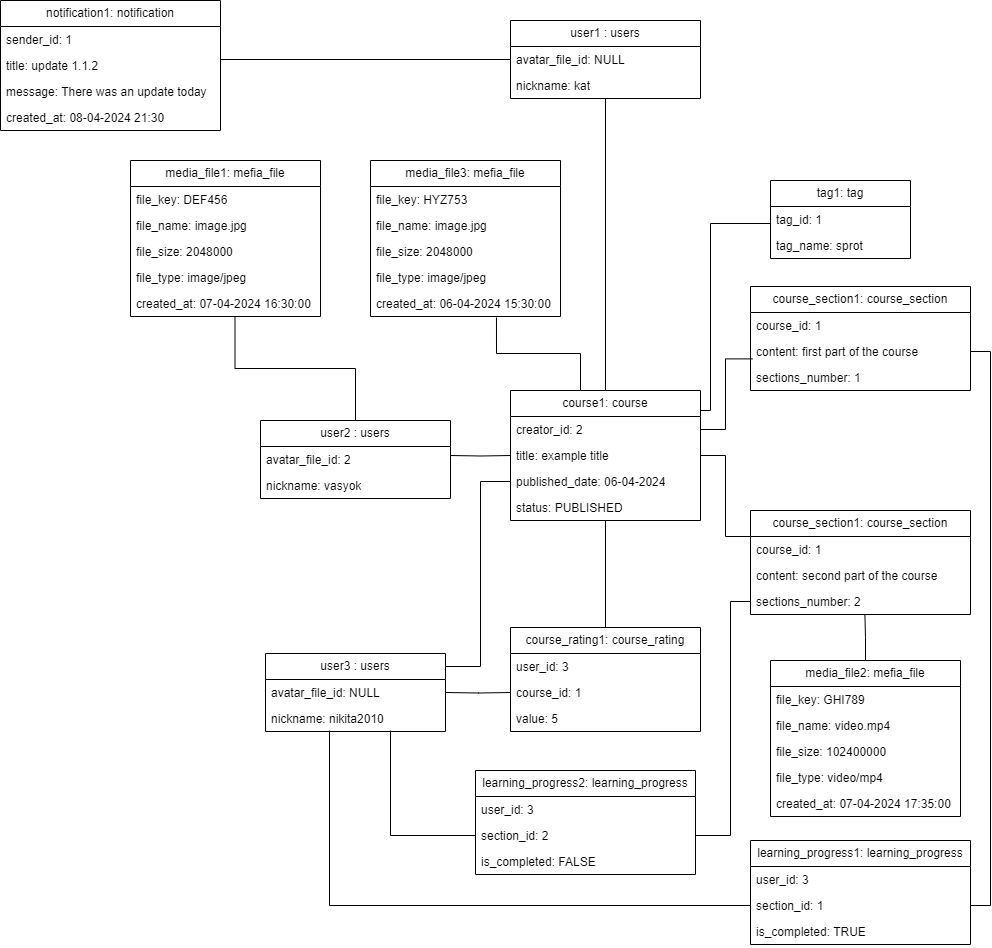 notification1: notification
sender_id: 1
title: update 1.1.2
message: There was an update today
created_at: 08-04-2024 21:30
user1 : users
avatar_file_id: NULL
nickname: kat
media_file1: mefia_file
file_key: DEF456
file_name: image.jpg
file_size: 2048000
file_type: image/jpeg
created_at: 07-04-2024 16:30:00
media_file3: mefia_file
file_key: HYZ753
file_name: image.jpg
file_size: 2048000
file_type: image/jpeg
created_at: 06-04-2024 15:30:00
tag1: tag
tag_id: 1
tag_name: sprot
course_section1: course_section
course_id: 1
content: first part of the course
sections_number: 1
user2 : users
avatar_file_id: 2
nickname: vasyok
course1: course
creator_id: 2
title: example title
published_date: 06-04-2024
status: PUBLISHED
course_section1: course_section
course_id: 1
content: second part of the course
sections_number: 2
user3 : users
avatar_file_id: NULL
nickname: nikita2010
course_rating1: course_rating
user_id: 3
course_id: 1
value: 5
media_file2: mefia_file
file_key: GHI789
file_name: video.mp4
file_size: 102400000
file_type: video/mp4
created_at: 07-04-2024 17:35:00
learning_progress2: learning_progress
user_id: 3
section_id: 2
is_completed: FALSE
learning_progress1: learning_progress
user_id: 3
section_id: 1
is_completed: TRUE